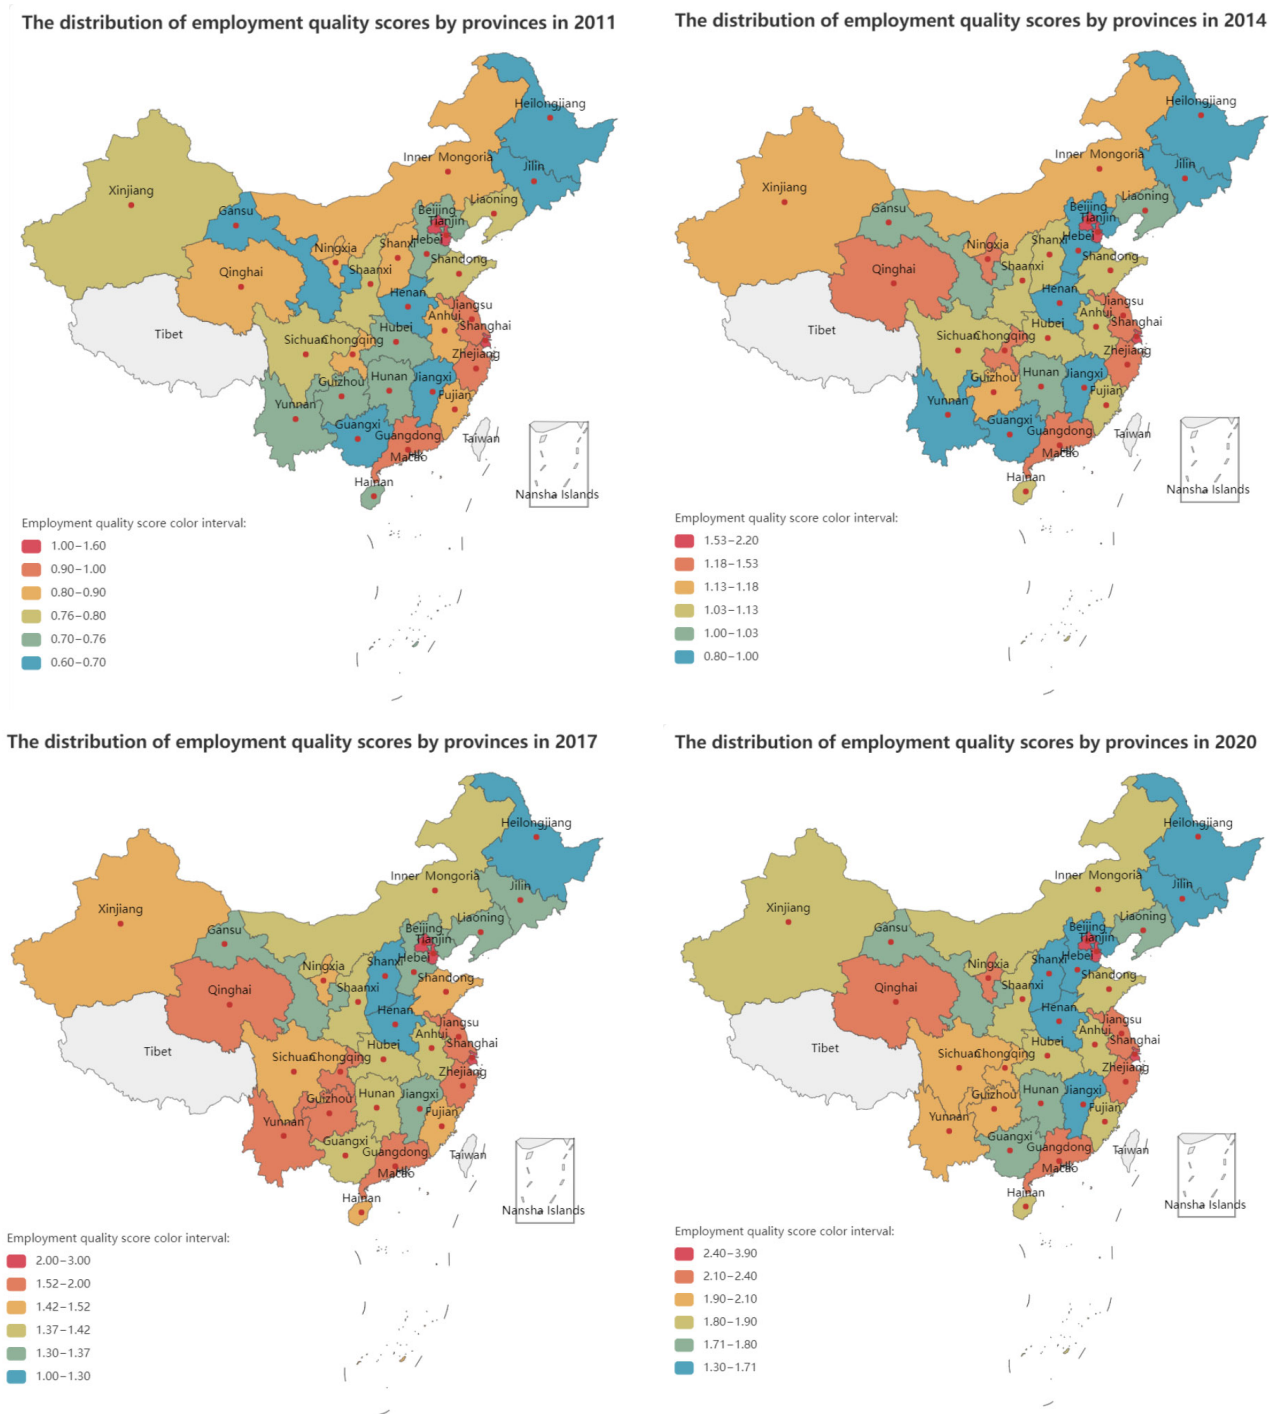 The distribution of employment quality scores by provinces in 2011
Heilongjiang
Inner Mongoria
Jilin
Xinjiang
Liaoning
Gansu
Beijing
Tianjin
Ningxia
Shanxi
Hebei
Qinghai
Shaanxi
Shandong
Henan
Jiangsu
Tibet
Anhui
Shanghai
Hubei
Sichuan
Chongqing
Zhejiang
Guizhou
Hunan
Jiangxi
Yunnan
Fujian
Guangxi
Guangdong
Taiwan
Macao
HK
Hainan
Nansha Islands
Employment quality score color interval:
1.00–1.60
0.90–1.00
0.80–0.90
0.76–0.80
0.70–0.76
0.60–0.70
The distribution of employment quality scores by provinces in 2014
Heilongjiang
Inner Mongoria
Jilin
Xinjiang
Liaoning
Gansu
Beijing
Tianjin
Ningxia
Shanxi
Hebei
Qinghai
Shaanxi
Shandong
Henan
Jiangsu
Tibet
Anhui
Shanghai
Hubei
Sichuan
Chongqing
Zhejiang
Guizhou
Hunan
Jiangxi
Yunnan
Fujian
Guangxi
Guangdong
Taiwan
Macao
HK
Hainan
Nansha Islands
Employment quality score color interval:
1.53–2.20
1.18–1.53
1.13–1.18
1.03–1.13
1.00–1.03
0.80–1.00
The distribution of employment quality scores by provinces in 2017
Heilongjiang
Inner Mongoria
Jilin
Xinjiang
Liaoning
Gansu
Beijing
Tianjin
Ningxia
Shanxi
Hebei
Qinghai
Shaanxi
Shandong
Henan
Jiangsu
Tibet
Anhui
Shanghai
Hubei
Sichuan
Chongqing
Zhejiang
Guizhou
Hunan
Jiangxi
Yunnan
Fujian
Guangxi
Guangdong
Taiwan
Macao
HK
Hainan
Nansha Islands
Employment quality score color interval:
2.00–3.00
1.52–2.00
1.42–1.52
1.37–1.42
1.30–1.37
1.00–1.30
The distribution of employment quality scores by provinces in 2020
Heilongjiang
Inner Mongoria
Jilin
Xinjiang
Liaoning
Gansu
Beijing
Tianjin
Ningxia
Shanxi
Hebei
Qinghai
Shaanxi
Shandong
Henan
Jiangsu
Tibet
Anhui
Shanghai
Hubei
Sichuan
Chongqing
Zhejiang
Guizhou
Hunan
Jiangxi
Yunnan
Fujian
Guangxi
Guangdong
Taiwan
Macao
HK
Hainan
Nansha Islands
Employment quality score color interval:
2.40–3.90
2.10–2.40
1.90–2.10
1.80–1.90
1.71–1.80
1.30–1.71